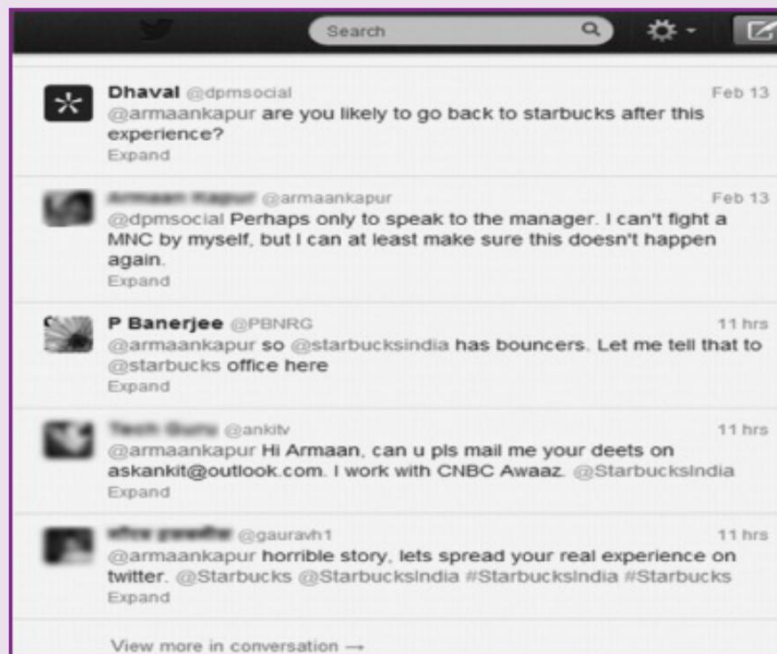 Search
Dhaval @dpmsocial Feb 13
@armaankapur are you likely to go back to starbucks after this
experience?
Expand
@armaankapur Feb 13
@dpmsocial Perhaps only to speak to the manager. I can't fight a
MNC by myself, but I can at least make sure this doesn't happen
again.
Expand
P Banerjee @PBNRG 11 hrs
@armaankapur so @starbucksindia has bouncers. Let me tell that to
@starbucks office here
Expand
@ankitv 11 hrs
@armaankapur Hi Armaan, can u pls mail me your deets on
askankit@outlook.com. I work with CNBC Awaaz. @StarbucksIndia
Expand
@gauravh1 11 hrs
@armaankapur horrible story, lets spread your real experience on
twitter. @Starbucks @StarbucksIndia #StarbucksIndia #Starbucks
Expand
View more in conversation →